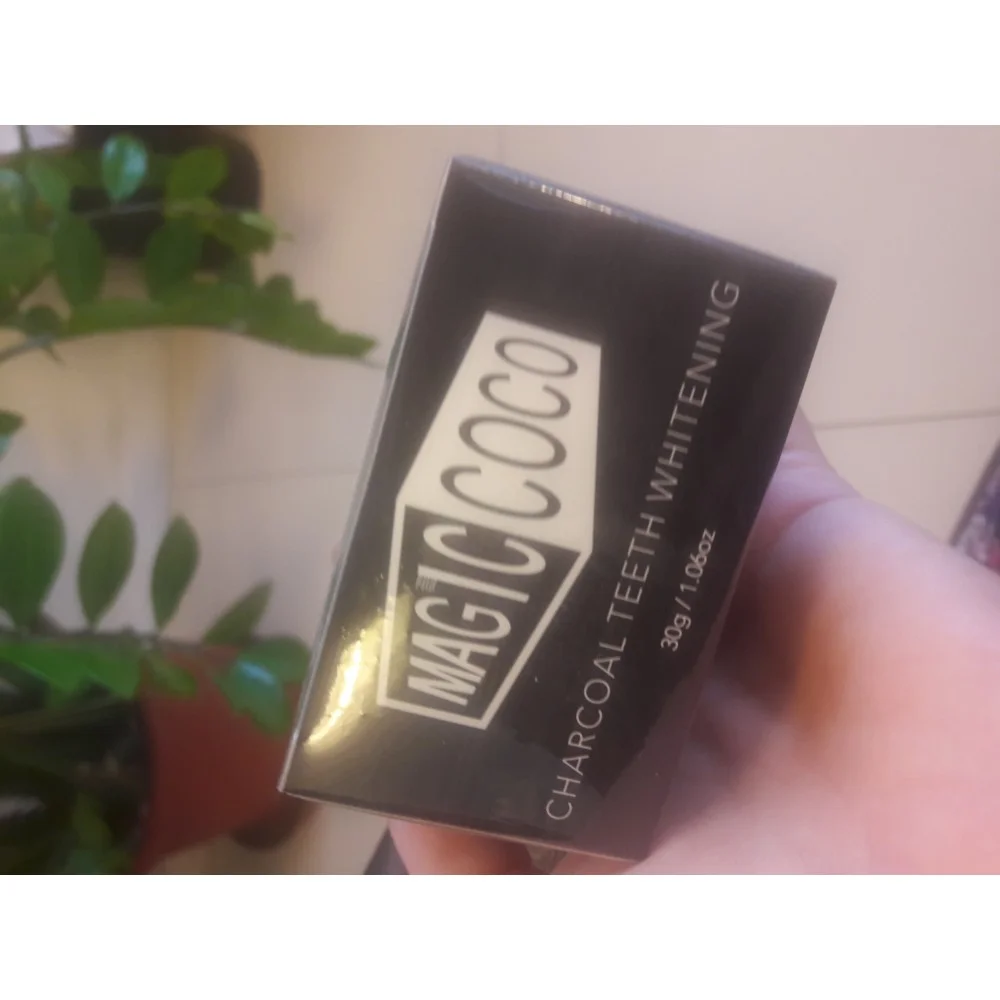 MAGIC COCO
CHARCOAL TEETH WHITENING
30g / 1.06oz